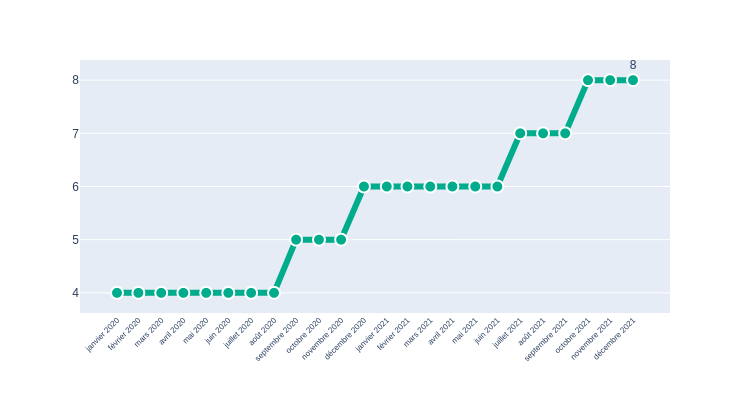 8
8
7
6
5
4
janvier 2020
février 2020
mars 2020
avril 2020
mai 2020
juin 2020
juillet 2020
août 2020
septembre 2020
octobre 2020
novembre 2020
décembre 2020
janvier 2021
février 2021
mars 2021
avril 2021
mai 2021
juin 2021
juillet 2021
août 2021
septembre 2021
octobre 2021
novembre 2021
décembre 2021